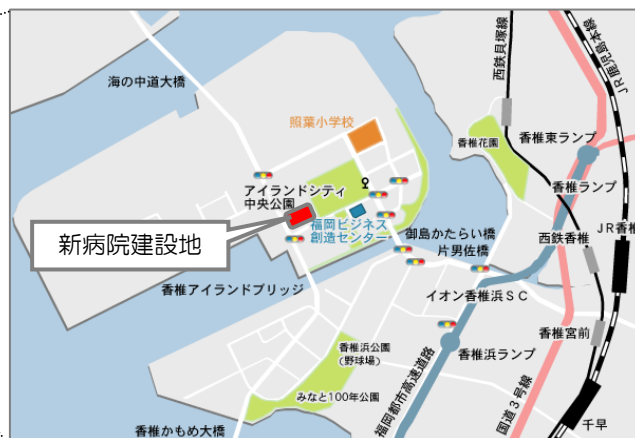 海の中道大橋
照葉小学校
アイランドシティ
中央公園
新病院建設地
福岡ビジネス
創造センター
御島かたらい橋
片男佐橋
香椎アイランドブリッジ
イオン香椎浜ＳＣ
香椎浜公園
(野球場)
みなと100年公園
香椎かもめ大橋
福岡都市高速道路
香椎浜ランプ
国道３号線
千早
香椎宮前
西鉄香椎
JR香椎
香椎ランプ
香椎東ランプ
香椎花園
西鉄貝塚線
JR鹿児島本線